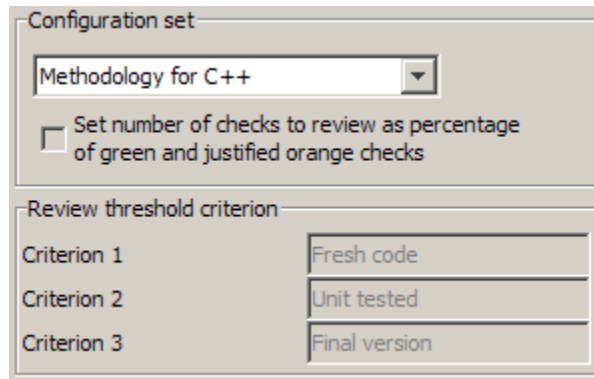 Configuration set
Methodology for C++
Set number of checks to review as percentage
of green and justified orange checks
Review threshold criterion
Criterion 1 Fresh code
Criterion 2 Unit tested
Criterion 3 Final version